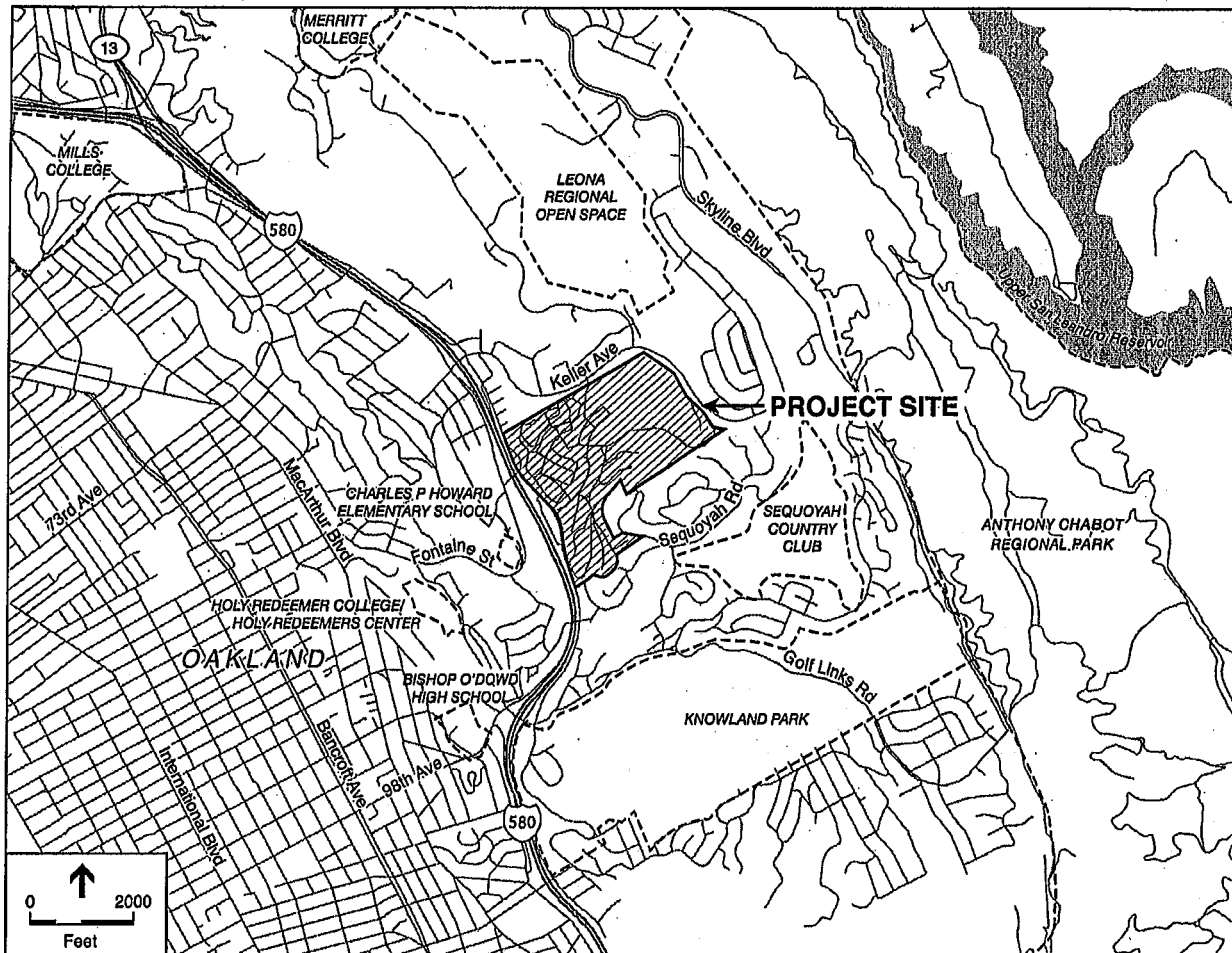 MERRITT
COLLEGE
13
MILLS
COLLEGE
LEONA
REGIONAL
OPEN SPACE
580
Skyline Blvd
Upper San Leandro Reservoir
Keller Ave
PROJECT SITE
MacArthur Blvd
73rd Ave
CHARLES P HOWARD
ELEMENTARY SCHOOL
Fontaine St
Sequoyah Rd
SEQUOYAH
COUNTRY
CLUB
ANTHONY CHABOT
REGIONAL PARK
HOLY REDEEMER COLLEGE/
HOLY REDEEMERS CENTER
OAKLAND
BISHOP O'DOWD
HIGH SCHOOL
Golf Links Rd
KNOWLAND PARK
Bancroft Ave
98th Ave
International Blvd
580
0 2000
Feet